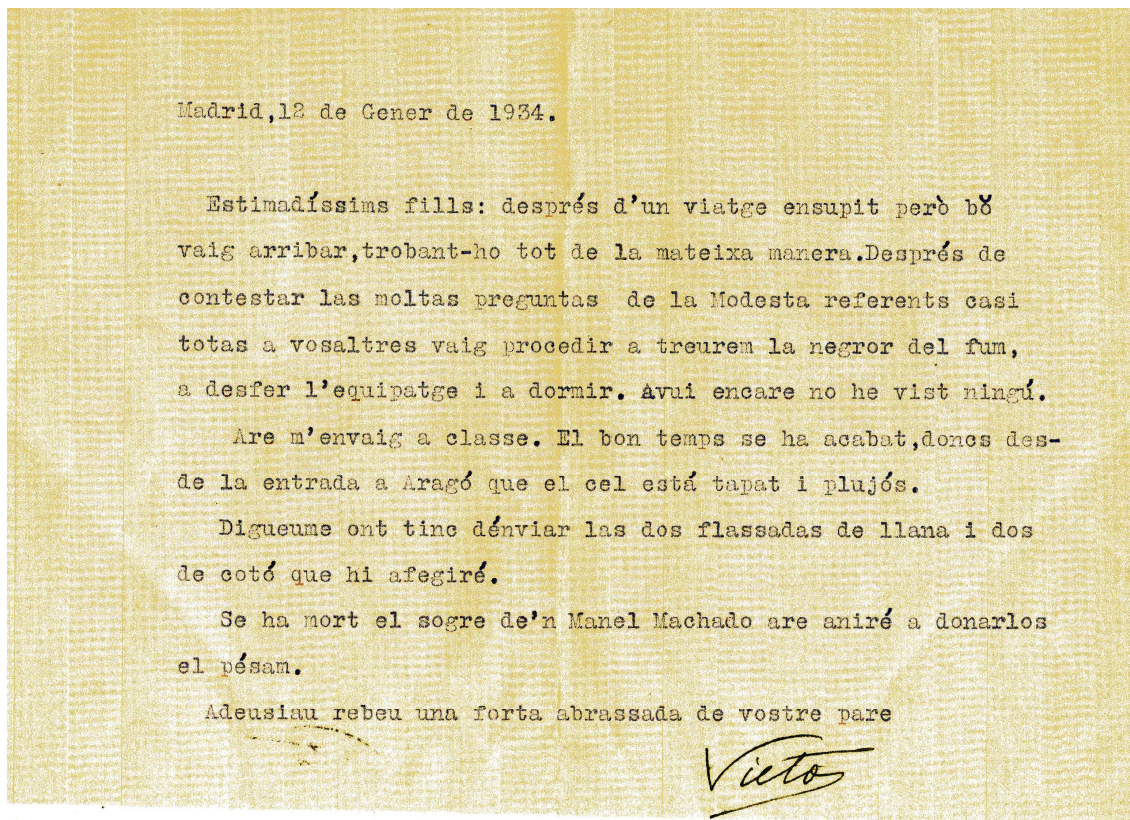 Madrid,12 de Gener de 1934.
Estimadíssims fills: després d'un viatge ensupit però bó
vaig arribar,trobant-ho tot de la mateixa manera.Després de
contestar las moltas preguntas de la Modesta referents casi
totas a vosaltres vaig procedir a treurem la negror del fum,
a desfer l'equipatge i a dormir. Avui encare no he vist ningú.
Are m'envaig a classe. El bon temps se ha acabat,doncs des-
de la entrada a Aragó que el cel está tapat i plujós.
Digueume ont tinc dénviar las dos flassadas de llana i dos
de cotó que hi afegiré.
Se ha mort el sogre de'n Manel Machado are aniré a donarlos
el pésam.
Adeusiau rebeu una forta abrassada de vostre pare